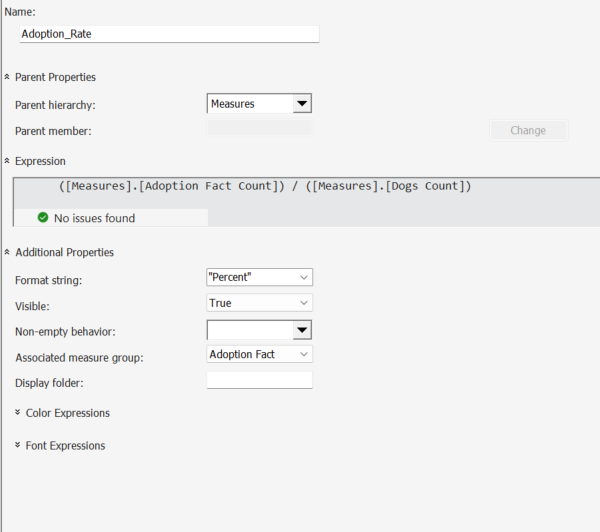 Name:
Adoption_Rate
Parent Properties
Parent hierarchy:
Measures
Parent member:
Change
Expression
([Measures].[Adoption Fact Count]) / ([Measures].[Dogs Count])
No issues found
Additional Properties
Format string:
"Percent"
Visible:
True
Non-empty behavior:
Associated measure group:
Adoption Fact
Display folder:
Color Expressions
Font Expressions